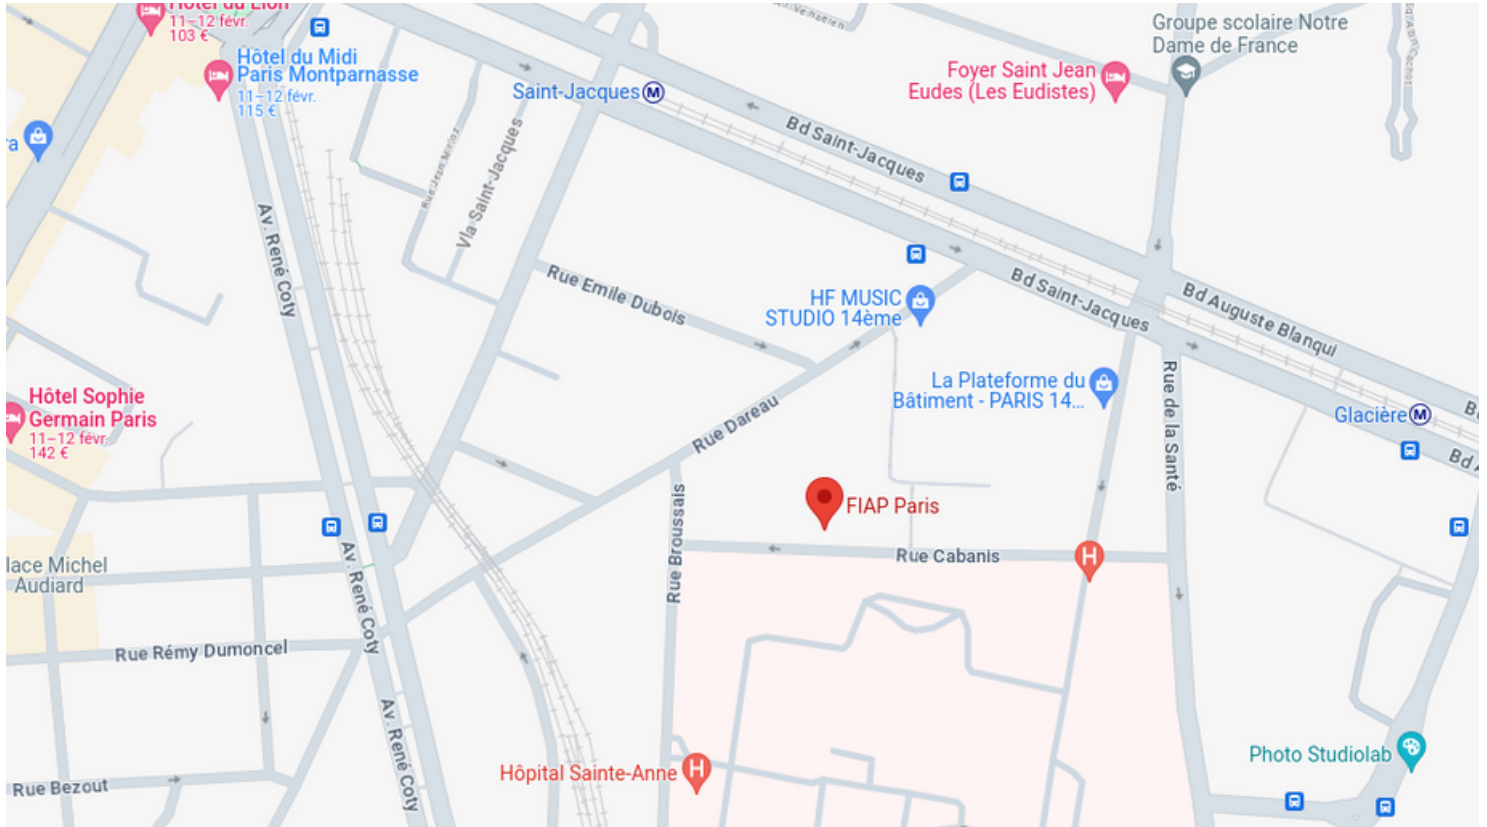 Hôtel du Lion
11–12 févr.
103 €
Hôtel du Midi
Paris Montparnasse
11–12 févr.
115 €
Saint-Jacques
M
Foyer Saint Jean
Eudes (Les Eudistes)
Groupe scolaire Notre
Dame de France
Bd Saint-Jacques
Vla Saint-Jacques
Av. René Coty
Rue Emile Dubois
HF MUSIC
STUDIO 14ème
Bd Saint-Jacques
Bd Auguste Blanqui
La Plateforme du
Bâtiment - PARIS 14...
Rue de la Santé
Glacière
M
Hôtel Sophie
Germain Paris
11–12 févr.
142 €
Rue Dareau
Rue Broussais
FIAP Paris
Rue Cabanis
H
lace Michel
Audiard
Av. René Coty
Rue Rémy Dumoncel
Av. René Coty
Hôpital Sainte-Anne
H
Photo Studiolab
Rue Bezout